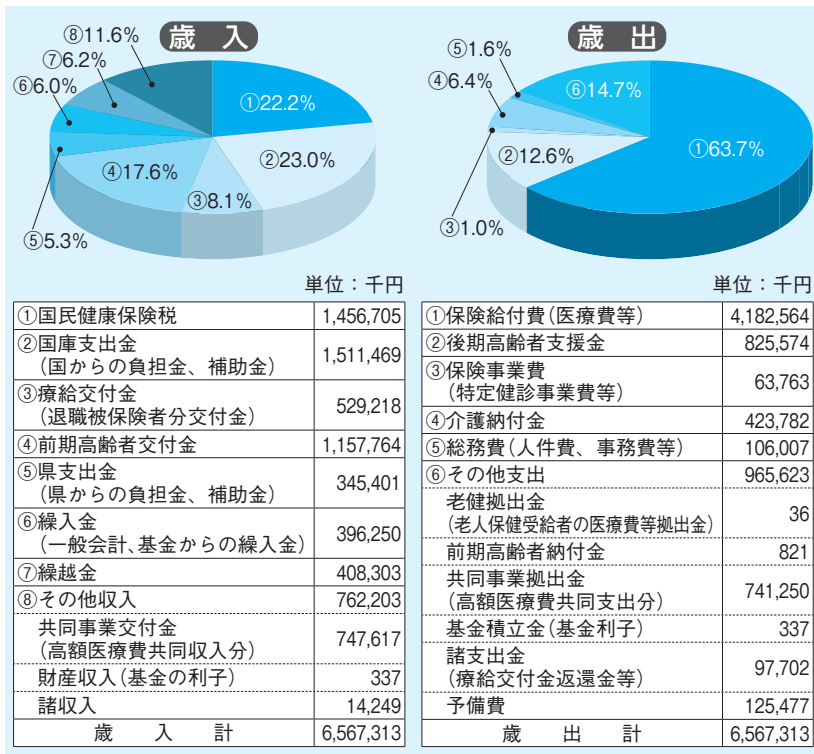 歳入
⑧11.6%
⑦6.2%
⑥6.0%
①22.2%
②23.0%
④17.6%
③8.1%
⑤5.3%
単位：千円
①国民健康保険税 1,456,705
②国庫支出金
(国からの負担金、補助金) 1,511,469
③療給交付金
(退職被保険者分交付金) 529,218
④前期高齢者交付金 1,157,764
⑤県支出金
(県からの負担金、補助金) 345,401
⑥繰入金
(一般会計、基金からの繰入金) 396,250
⑦繰越金 408,303
⑧その他収入 762,203
共同事業交付金
(高額医療費共同収入分) 747,617
財産収入(基金の利子) 337
諸収入 14,249
歳入計 6,567,313
歳出
⑤1.6%
④6.4%
⑥14.7%
①63.7%
②12.6%
③1.0%
単位：千円
①保険給付費(医療費等) 4,182,564
②後期高齢者支援金 825,574
③保険事業費
(特定健診事業費等) 63,763
④介護納付金 423,782
⑤総務費(人件費、事務費等) 106,007
⑥その他支出 965,623
老健拠出金
(老人保健受給者の医療費等拠出金) 36
前期高齢者納付金 821
共同事業拠出金
(高額医療費共同支出分) 741,250
基金積立金(基金利子) 337
諸支出金
(療給交付金返還金等) 97,702
予備費 125,477
歳出計 6,567,313